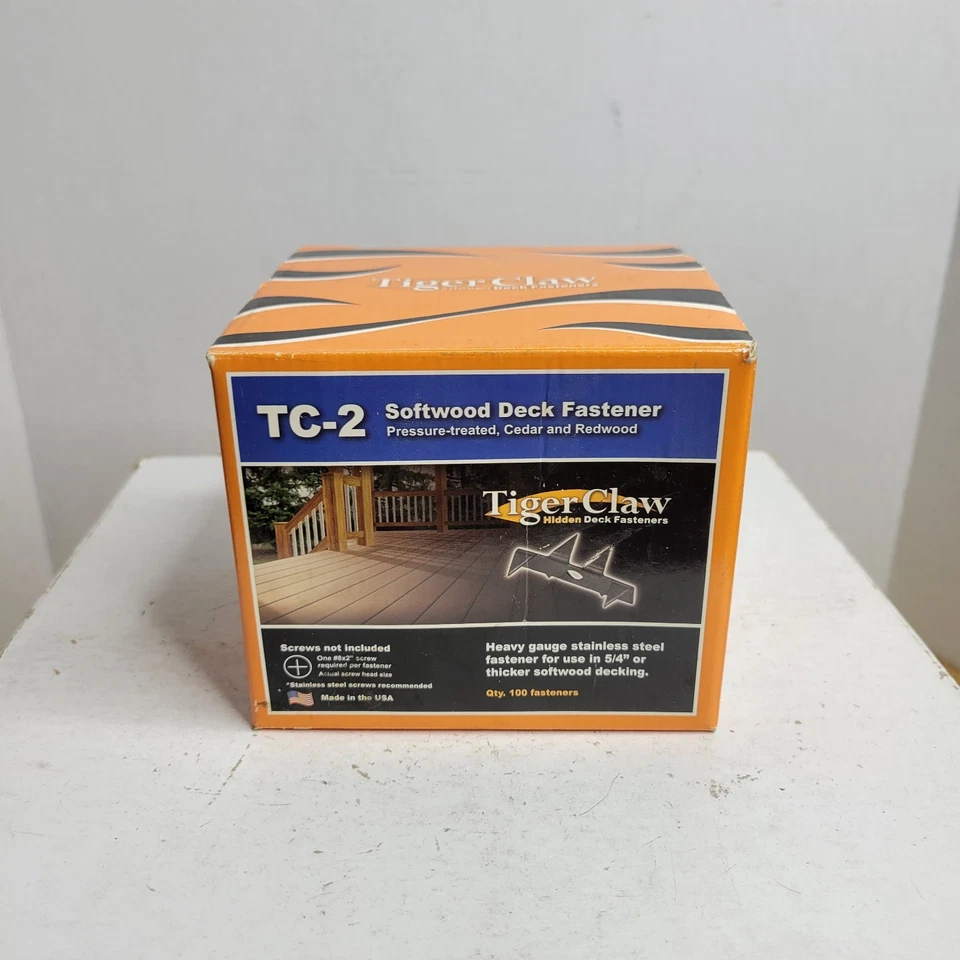 Tiger Claw
Hidden Deck Fasteners
TC-2
Softwood Deck Fastener
Pressure-treated, Cedar and Redwood
Tiger Claw
Hidden Deck Fasteners
Screws not included
One #8x2" screw
required per fastener
Actual screw head size
*Stainless steel screws recommended
Made in the USA
Heavy gauge stainless steel
fastener for use in 5/4" or
thicker softwood decking.
Qty. 100 fasteners